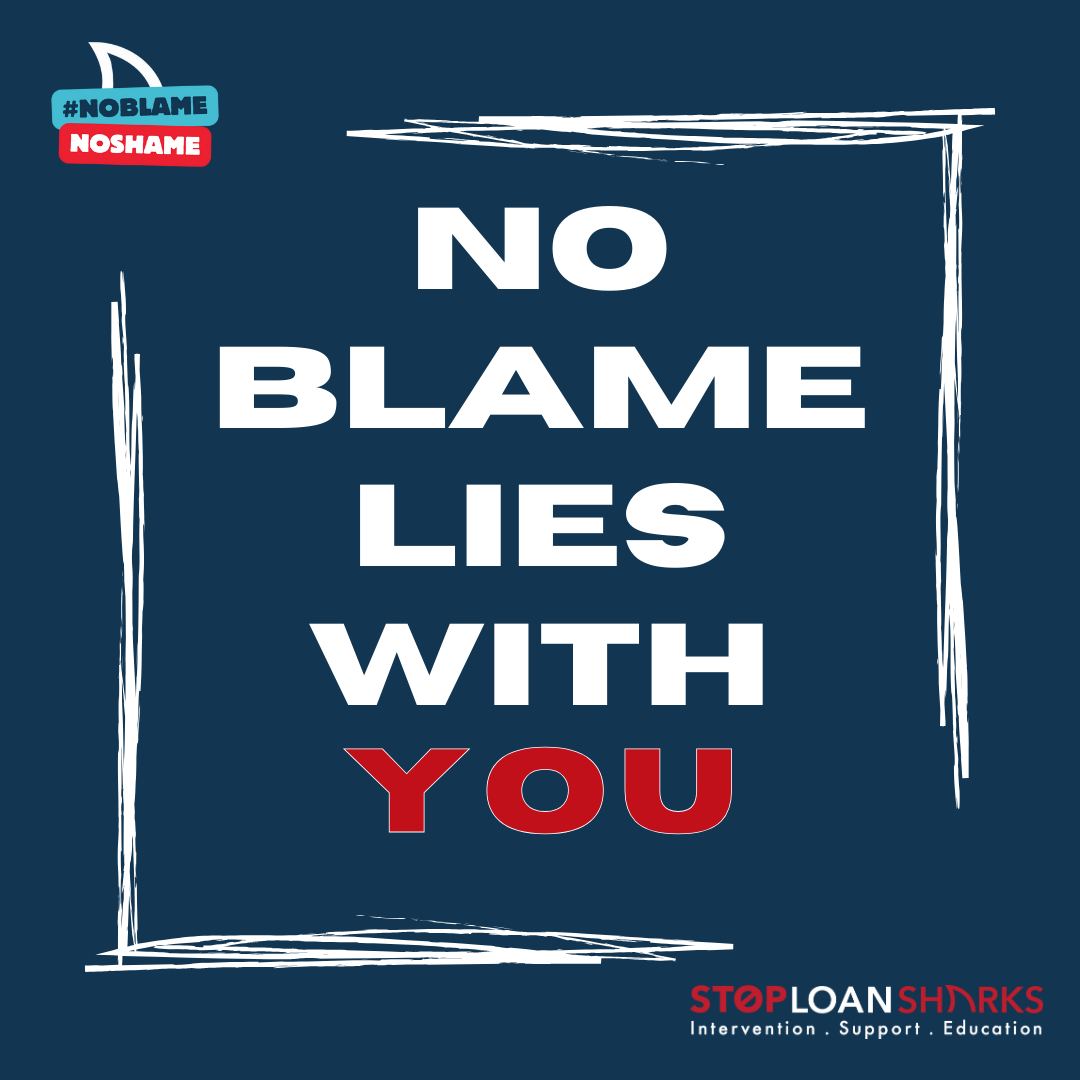 #NOBLAME
NOSHAME
NO
BLAME
LIES
WITH
YOU
STOPLOANSHARKS
Intervention . Support . Education